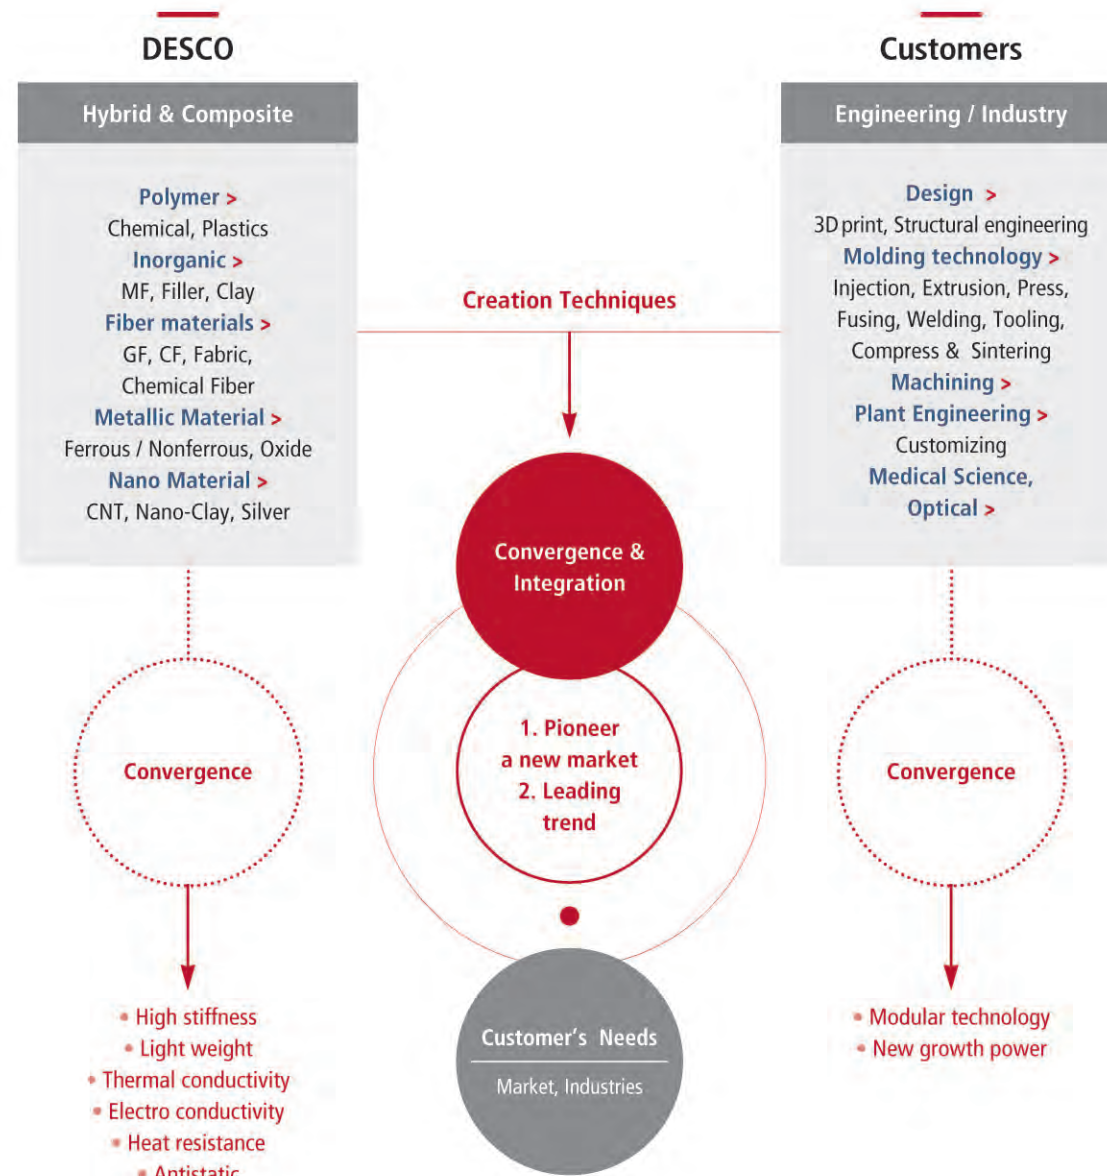 DESCO
Hybrid & Composite
Polymer >
Chemical, Plastics
Inorganic >
MF, Filler, Clay
Fiber materials >
GF, CF, Fabric,
Chemical Fiber
Metallic Material >
Ferrous / Nonferrous, Oxide
Nano Material >
CNT, Nano-Clay, Silver
Convergence
• High stiffness
• Light weight
• Thermal conductivity
• Electro conductivity
• Heat resistance
• Antistatic
Creation Techniques
Convergence &
Integration
1. Pioneer
a new market
2. Leading
trend
Customer's Needs
Market, Industries
Customers
Engineering / Industry
Design >
3D print, Structural engineering
Molding technology >
Injection, Extrusion, Press,
Fusing, Welding, Tooling,
Compress & Sintering
Machining >
Plant Engineering >
Customizing
Medical Science,
Optical >
Convergence
• Modular technology
• New growth power